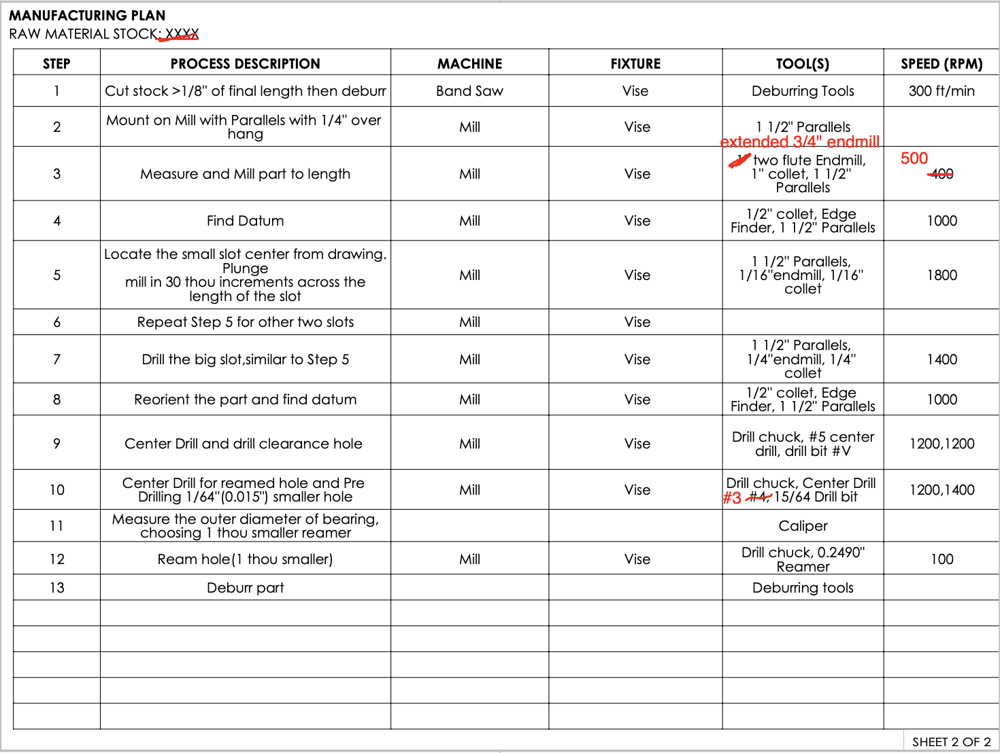 MANUFACTURING PLAN
RAW MATERIAL STOCK: XXXX
STEP PROCESS DESCRIPTION MACHINE FIXTURE TOOL(S) SPEED (RPM)
1 Cut stock >1/8" of final length then deburr Band Saw Vise Deburring Tools 300 ft/min
2 Mount on Mill with Parallels with 1/4" over
hang Mill Vise 1 1/2" Parallels
extended 3/4" endmill
3 Measure and Mill part to length Mill Vise two flute Endmill,
1" collet, 1 1/2"
Parallels
500
400
4 Find Datum Mill Vise 1/2" collet, Edge
Finder, 1 1/2" Parallels 1000
5 Locate the small slot center from drawing.
Plunge
mill in 30 thou increments across the
length of the slot Mill Vise 1 1/2" Parallels,
1/16"endmill, 1/16"
collet 1800
6 Repeat Step 5 for other two slots Mill Vise
7 Drill the big slot,similar to Step 5 Mill Vise 1 1/2" Parallels,
1/4"endmill, 1/4"
collet 1400
8 Reorient the part and find datum Mill Vise 1/2" collet, Edge
Finder, 1 1/2" Parallels 1000
9 Center Drill and drill clearance hole Mill Vise Drill chuck, #5 center
drill, drill bit #V 1200,1200
10 Center Drill for reamed hole and Pre
Drilling 1/64"(0.015") smaller hole Mill Vise Drill chuck, Center Drill
#3 #4, 15/64 Drill bit 1200,1400
11 Measure the outer diameter of bearing,
choosing 1 thou smaller reamer Caliper
12 Ream hole(1 thou smaller) Mill Vise Drill chuck, 0.2490"
Reamer 100
13 Deburr part Deburring tools
SHEET 2 OF 2